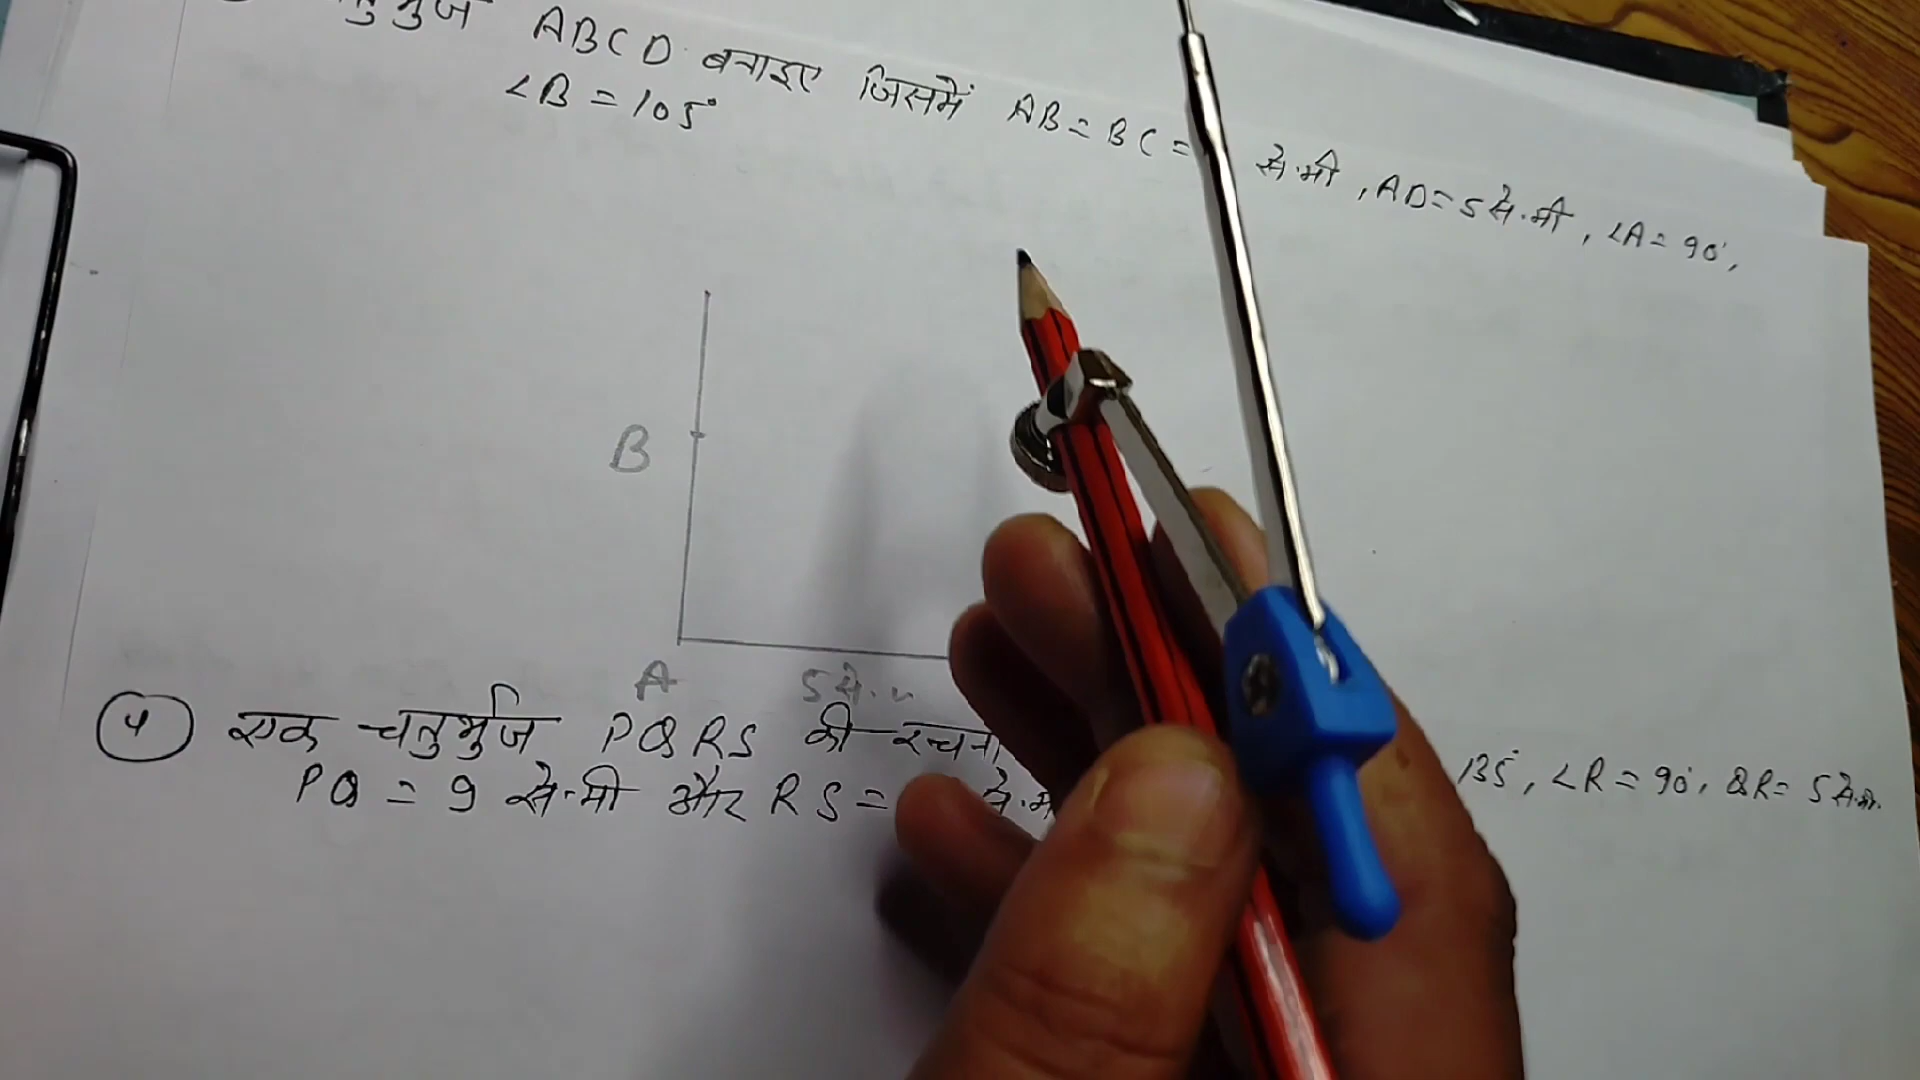 ABCD बनाइए जिसमें AB = BC = से.मी, AD = 5 से.मी, ∠A = 90°,
∠B = 105°
B
A 5 से.
4 एक चतुर्भुज PQRS की रचना 135°, ∠R = 90°, QR = 5 से.मी.
PQ = 9 से.मी और RS =